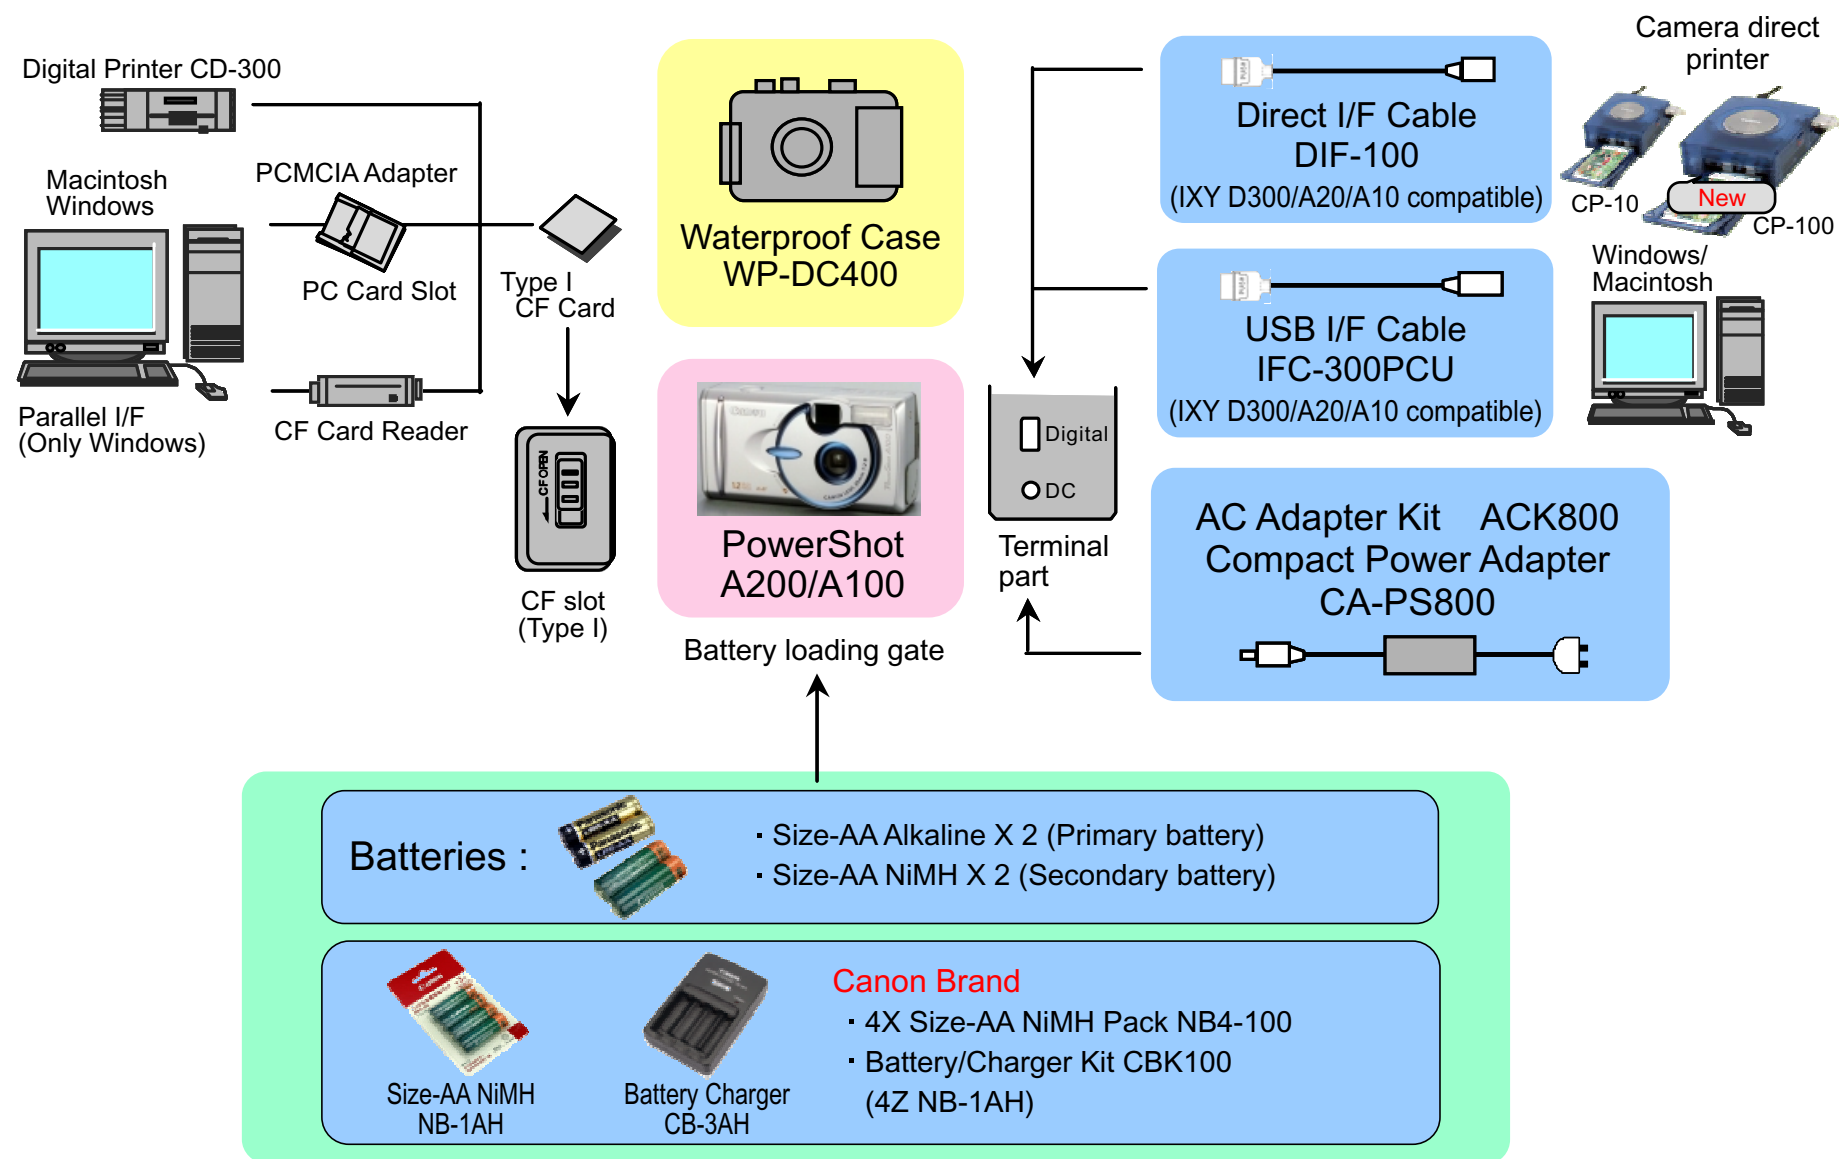 Digital Printer CD-300
Macintosh
Windows
PCMCIA Adapter
PC Card Slot
Parallel I/F
(Only Windows)
CF Card Reader
Type I
CF Card
CF OPEN
CF slot
(Type I)
Waterproof Case
WP-DC400
Canon
PowerShot
A200/A100
Battery loading gate
Digital
DC
Terminal
part
Direct I/F Cable
DIF-100
(IXY D300/A20/A10 compatible)
USB I/F Cable
IFC-300PCU
(IXY D300/A20/A10 compatible)
Camera direct
printer
CP-10
New
CP-100
Windows/
Macintosh
AC Adapter Kit ACK800
Compact Power Adapter
CA-PS800
Batteries :
・Size-AA Alkaline X 2 (Primary battery)
・Size-AA NiMH X 2 (Secondary battery)
Size-AA NiMH
NB-1AH
Battery Charger
CB-3AH
Canon Brand
・4X Size-AA NiMH Pack NB4-100
・Battery/Charger Kit CBK100
(4Z NB-1AH)